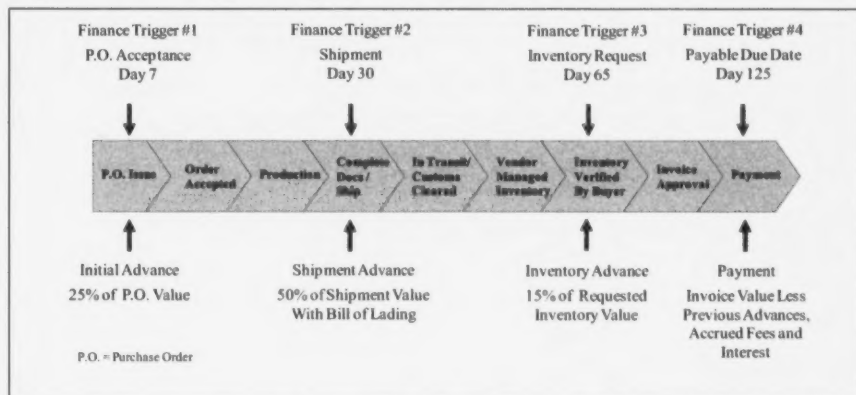 Finance Trigger #1
P.O. Acceptance
Day 7
Finance Trigger #2
Shipment
Day 30
Finance Trigger #3
Inventory Request
Day 65
Finance Trigger #4
Payable Due Date
Day 125
P.O. Issue
Order
Accepted
Production
Complete
Docs /
Ship
In Transit/
Customs
Cleared
Vendor
Managed
Inventory
Inventory
Verified
By Buyer
Invoice
Approval
Payment
Initial Advance
25% of P.O. Value
Shipment Advance
50% of Shipment Value
With Bill of Lading
Inventory Advance
15% of Requested
Inventory Value
Payment
Invoice Value Less
Previous Advances,
Accrued Fees and
Interest
P.O. = Purchase Order